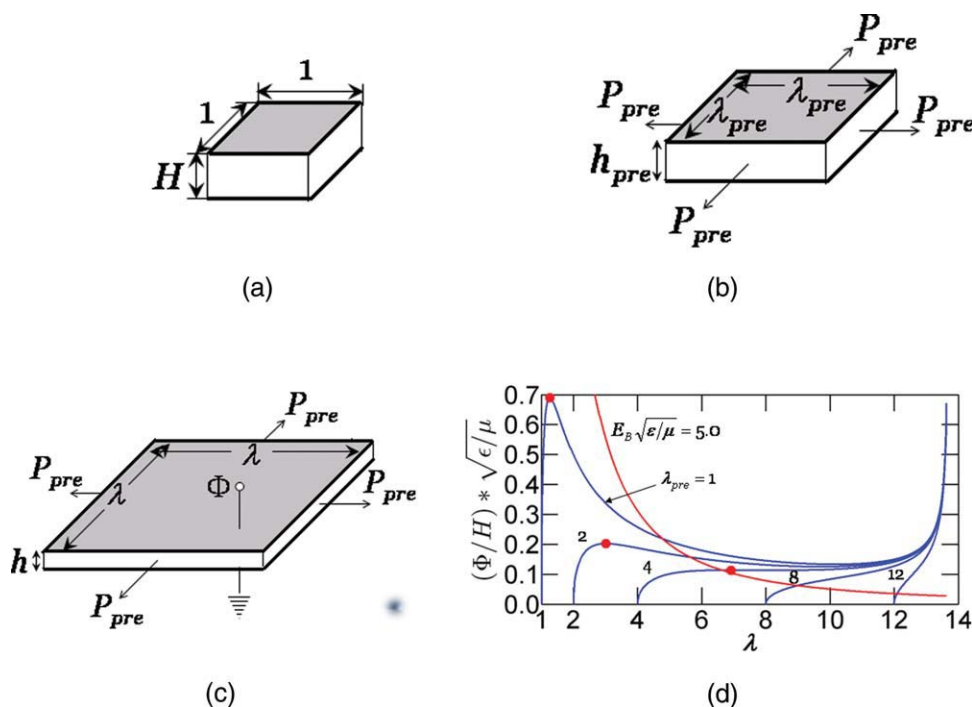 1
1
H
(a)
P_pre
P_pre
λ_pre
λ_pre
P_pre
h_pre
P_pre
(b)
P_pre
P_pre
λ
λ
Φ
P_pre
h
P_pre
(c)
(Φ/H) * √ϵ/μ
0.7
0.6
0.5
0.4
0.3
0.2
0.1
0.0
E_B √ε/μ = 5.0
λ_pre = 1
2
4
8
12
1 2 4 6 8 10 12 14
λ
(d)